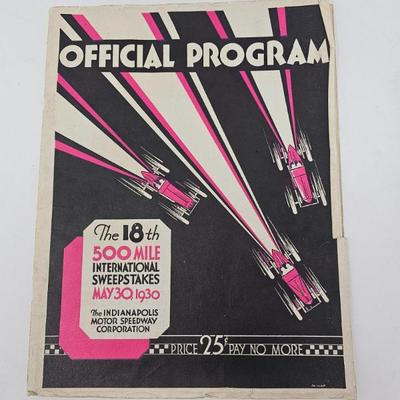 OFFICIAL PROGRAM
The 18th
500 MILE
INTERNATIONAL
SWEEPSTAKES
MAY 30, 1930
The INDIANAPOLIS
MOTOR SPEEDWAY
CORPORATION
PRICE 25¢ PAY NO MORE